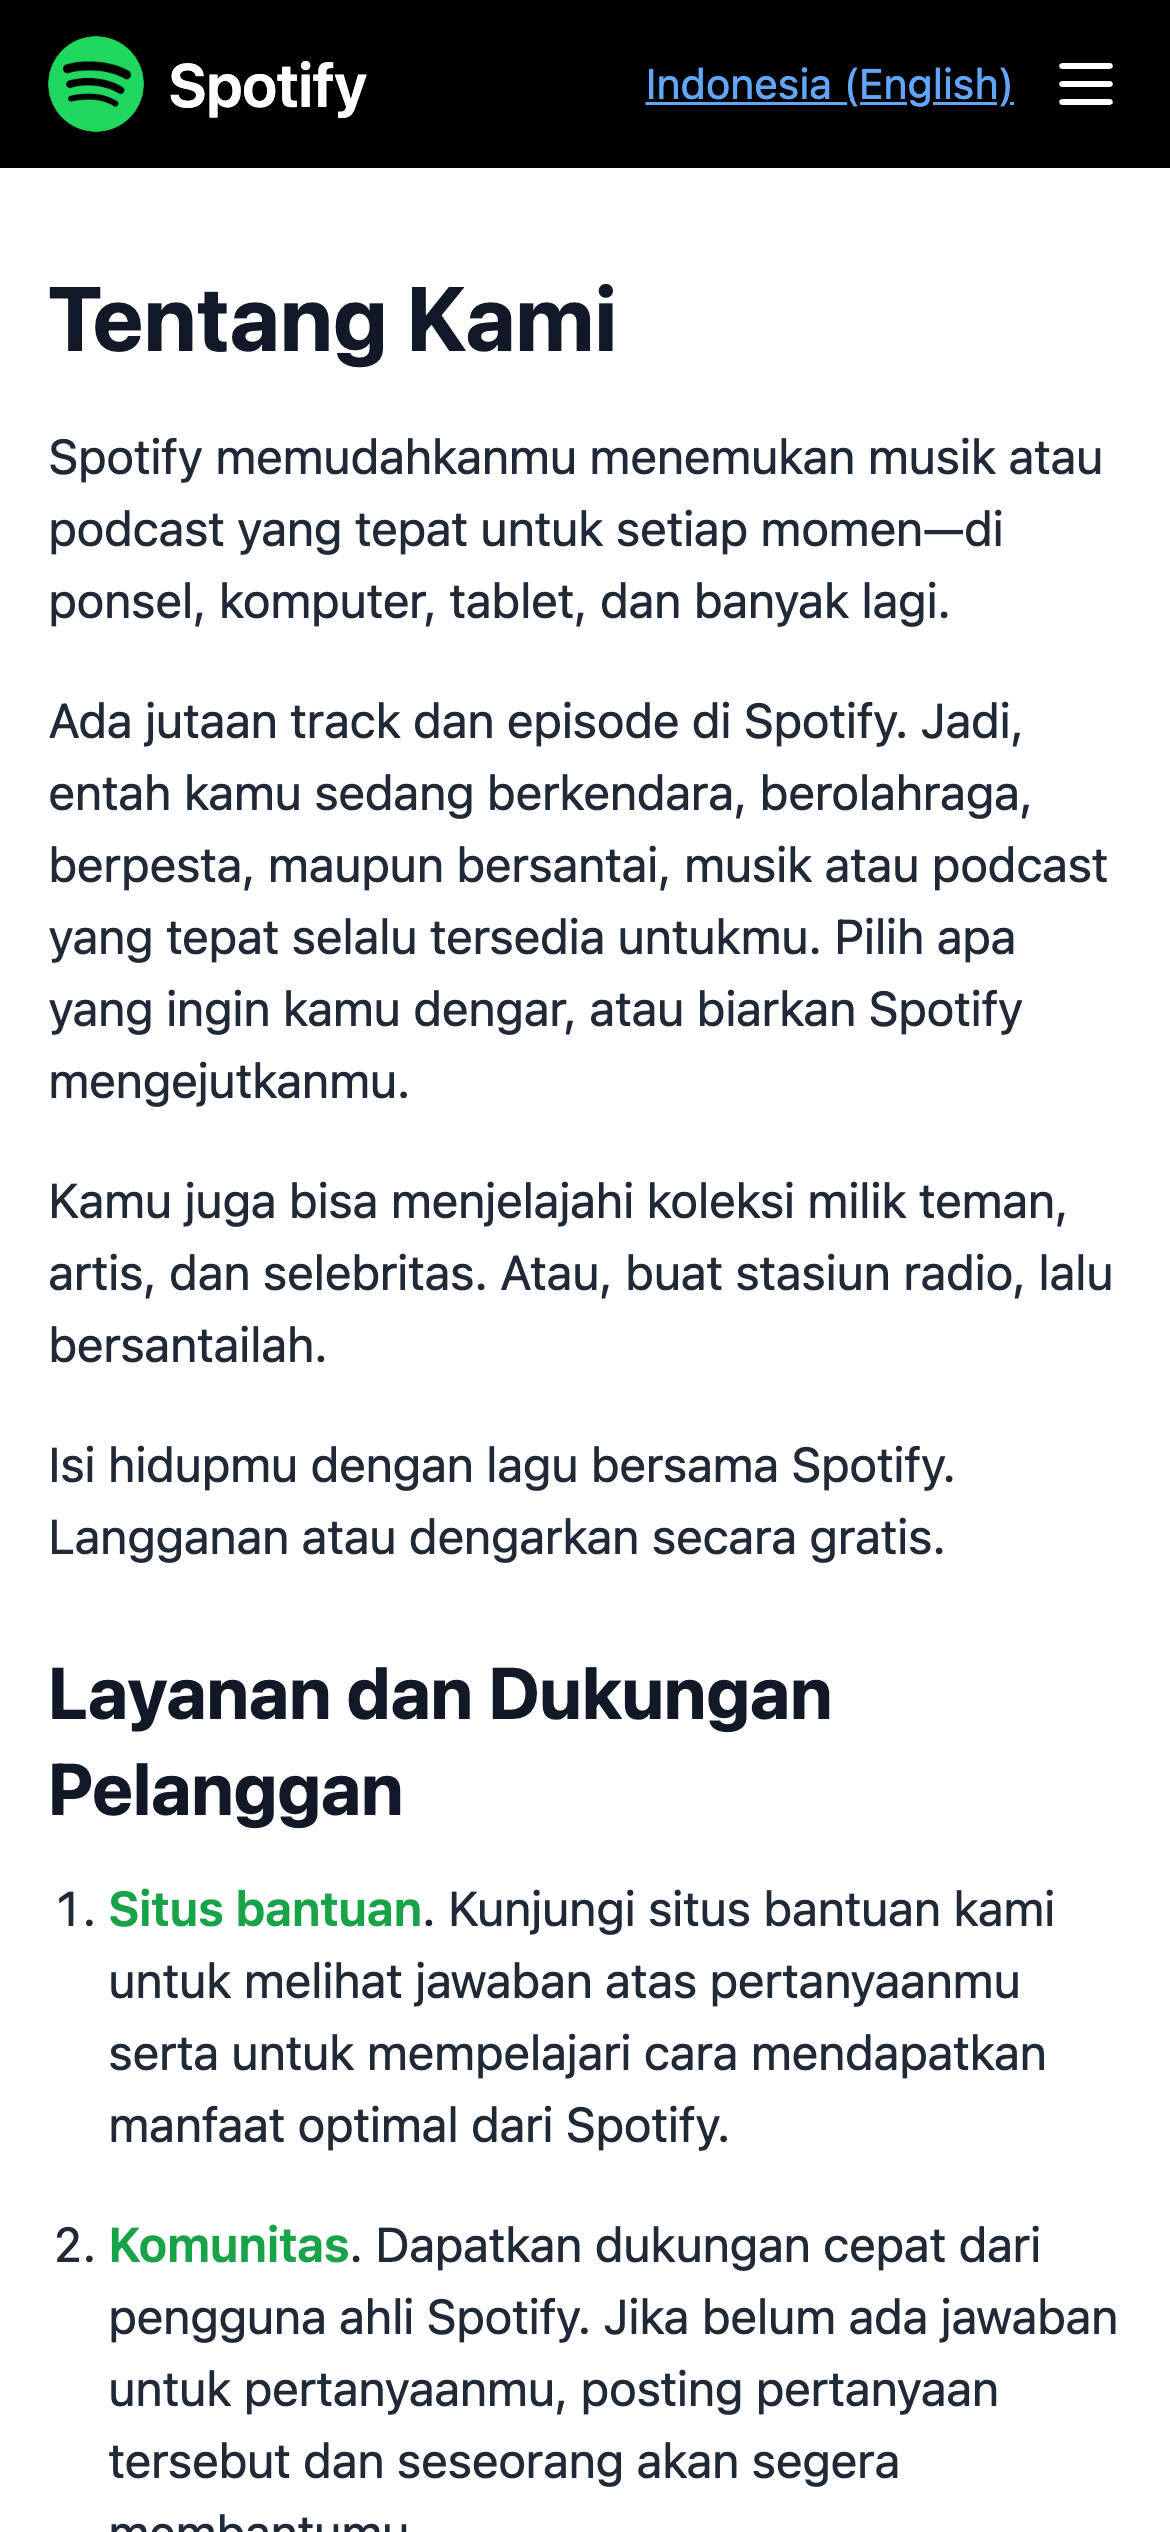 Spotify
Indonesia (English)
Tentang Kami
Spotify memudahkanmu menemukan musik atau
podcast yang tepat untuk setiap momen—di
ponsel, komputer, tablet, dan banyak lagi.
Ada jutaan track dan episode di Spotify. Jadi,
entah kamu sedang berkendara, berolahraga,
berpesta, maupun bersantai, musik atau podcast
yang tepat selalu tersedia untukmu. Pilih apa
yang ingin kamu dengar, atau biarkan Spotify
mengejutkanmu.
Kamu juga bisa menjelajahi koleksi milik teman,
artis, dan selebritas. Atau, buat stasiun radio, lalu
bersantailah.
Isi hidupmu dengan lagu bersama Spotify.
Langganan atau dengarkan secara gratis.
Layanan dan Dukungan
Pelanggan
1. Situs bantuan. Kunjungi situs bantuan kami
untuk melihat jawaban atas pertanyaanmu
serta untuk mempelajari cara mendapatkan
manfaat optimal dari Spotify.
2. Komunitas. Dapatkan dukungan cepat dari
pengguna ahli Spotify. Jika belum ada jawaban
untuk pertanyaanmu, posting pertanyaan
tersebut dan seseorang akan segera
membantumu.